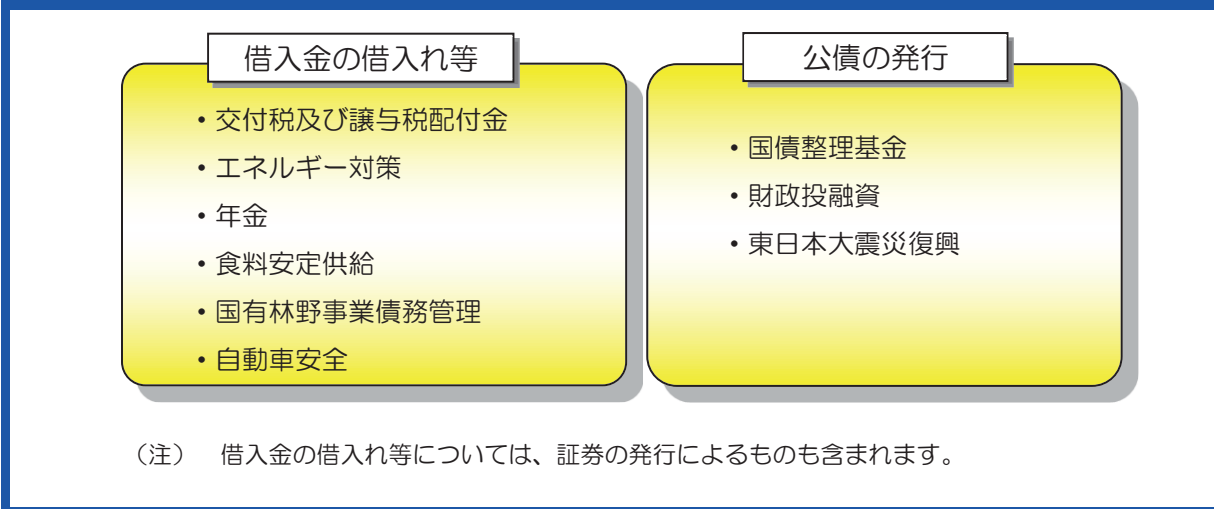 借入金の借入れ等
・交付税及び譲与税配付金
・エネルギー対策
・年金
・食料安定供給
・国有林野事業債務管理
・自動車安全
公債の発行
・国債整理基金
・財政投融資
・東日本大震災復興
（注）　借入金の借入れ等については、証券の発行によるものも含まれます。